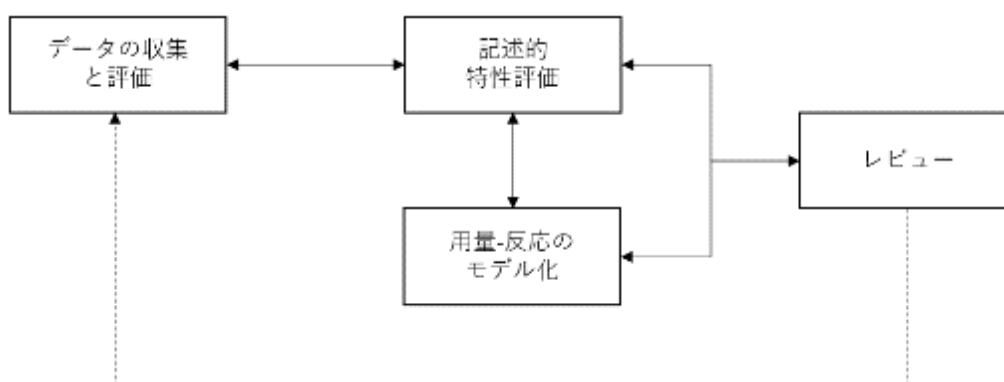 データの収集
と評価
記述的
特性評価
レビュー
用量-反応の
モデル化